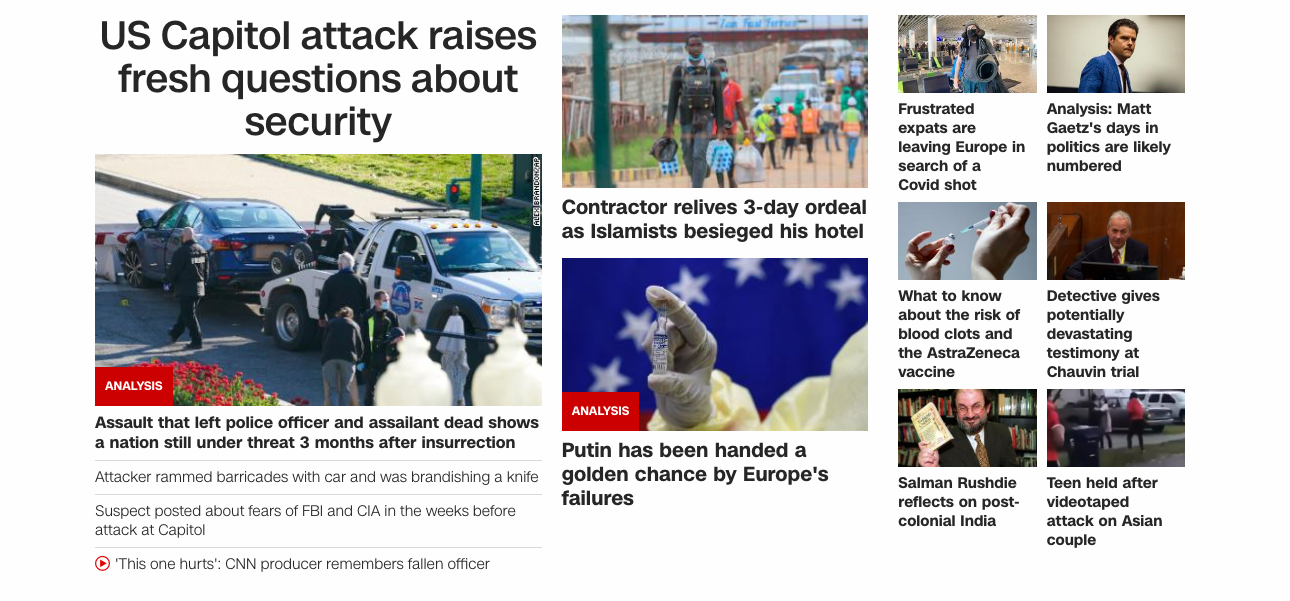 US Capitol attack raises
fresh questions about
security
ALEX BRANDON/AP
ANALYSIS
Assault that left police officer and assailant dead shows
a nation still under threat 3 months after insurrection
Attacker rammed barricades with car and was brandishing a knife
Suspect posted about fears of FBI and CIA in the weeks before
attack at Capitol
'This one hurts': CNN producer remembers fallen officer
Contractor relives 3-day ordeal
as Islamists besieged his hotel
ANALYSIS
Putin has been handed a
golden chance by Europe's
failures
Frustrated
expats are
leaving Europe in
search of a
Covid shot
Analysis: Matt
Gaetz's days in
politics are likely
numbered
What to know
about the risk of
blood clots and
the AstraZeneca
vaccine
Detective gives
potentially
devastating
testimony at
Chauvin trial
Salman Rushdie
reflects on post-
colonial India
Teen held after
videotaped
attack on Asian
couple